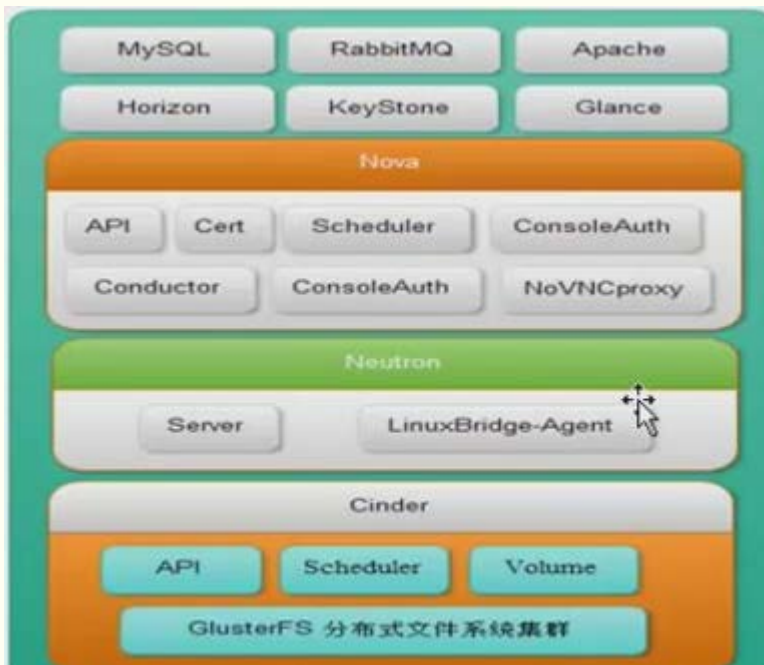 MySQL RabbitMQ Apache
Horizon KeyStone Glance
Nova
API Cert Scheduler ConsoleAuth
Conductor ConsoleAuth NoVNCproxy
Neutron
Server LinuxBridge-Agent
Cinder
API Scheduler Volume
GlusterFS 分布式文件系统集群